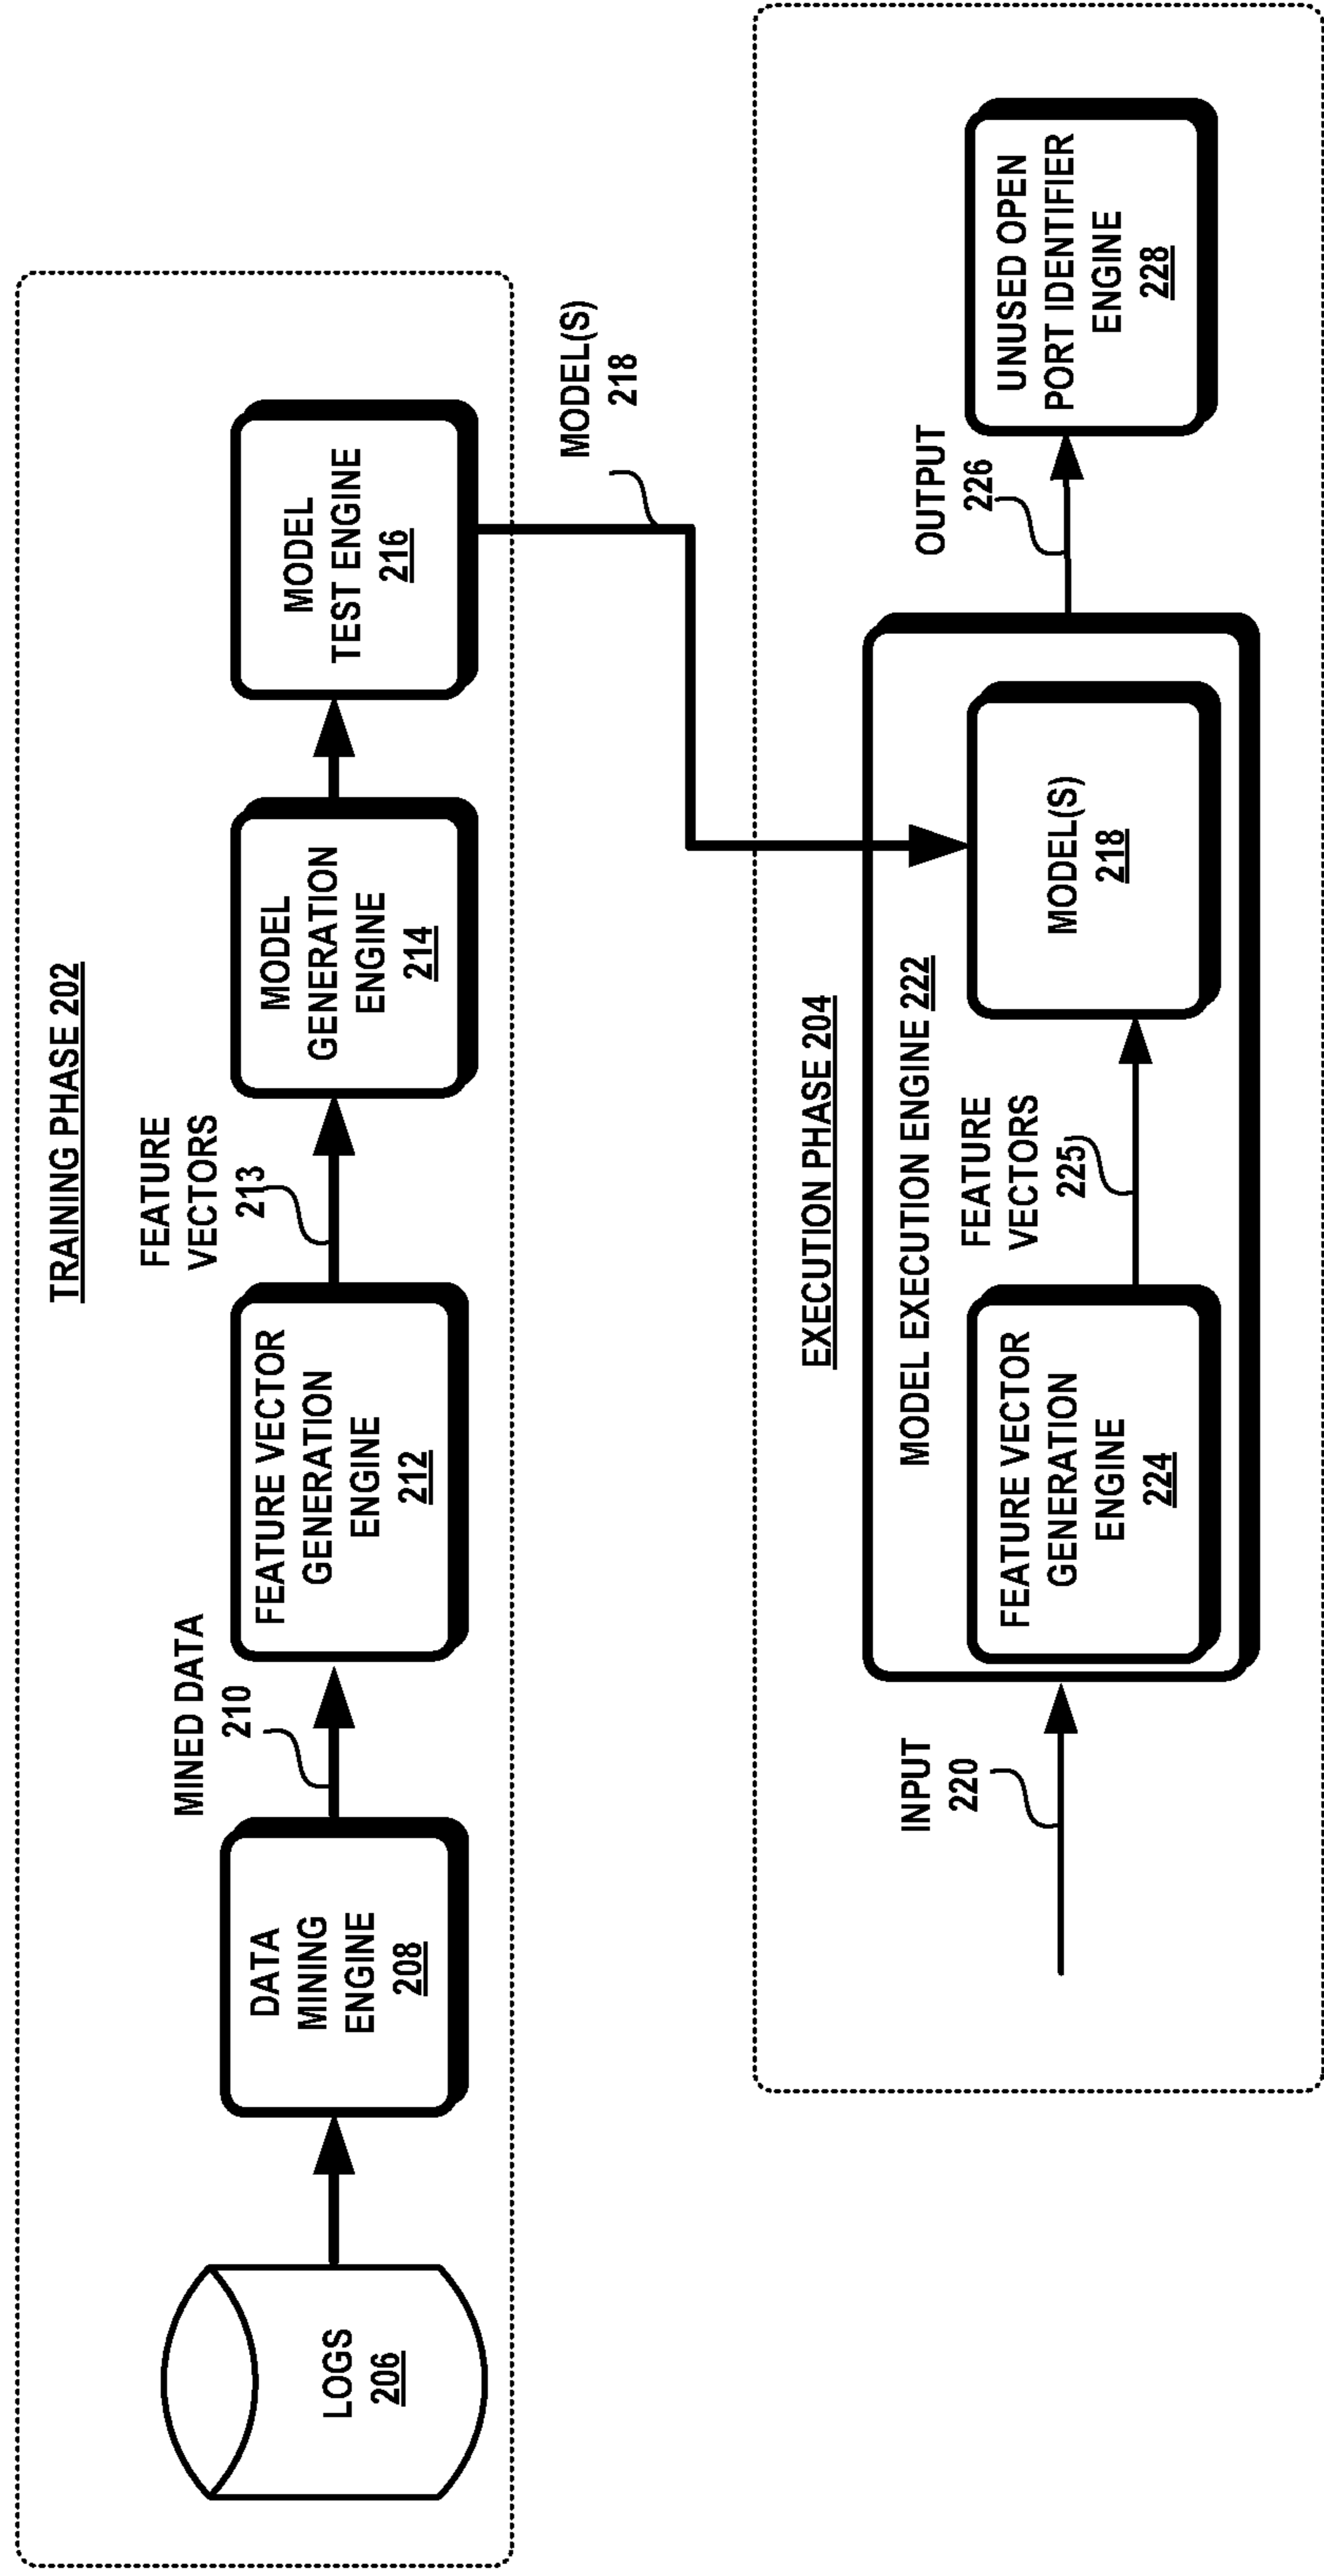 TRAINING PHASE 202
LOGS
206
DATA
MINING
ENGINE
208
MINED DATA
210
FEATURE VECTOR
GENERATION
ENGINE
212
FEATURE
VECTORS
213
MODEL
GENERATION
ENGINE
214
MODEL
TEST ENGINE
216
MODEL(S)
218
EXECUTION PHASE 204
INPUT
220
MODEL EXECUTION ENGINE 222
FEATURE VECTOR
GENERATION
ENGINE
224
FEATURE
VECTORS
225
MODEL(S)
218
OUTPUT
226
UNUSED OPEN
PORT IDENTIFIER
ENGINE
228